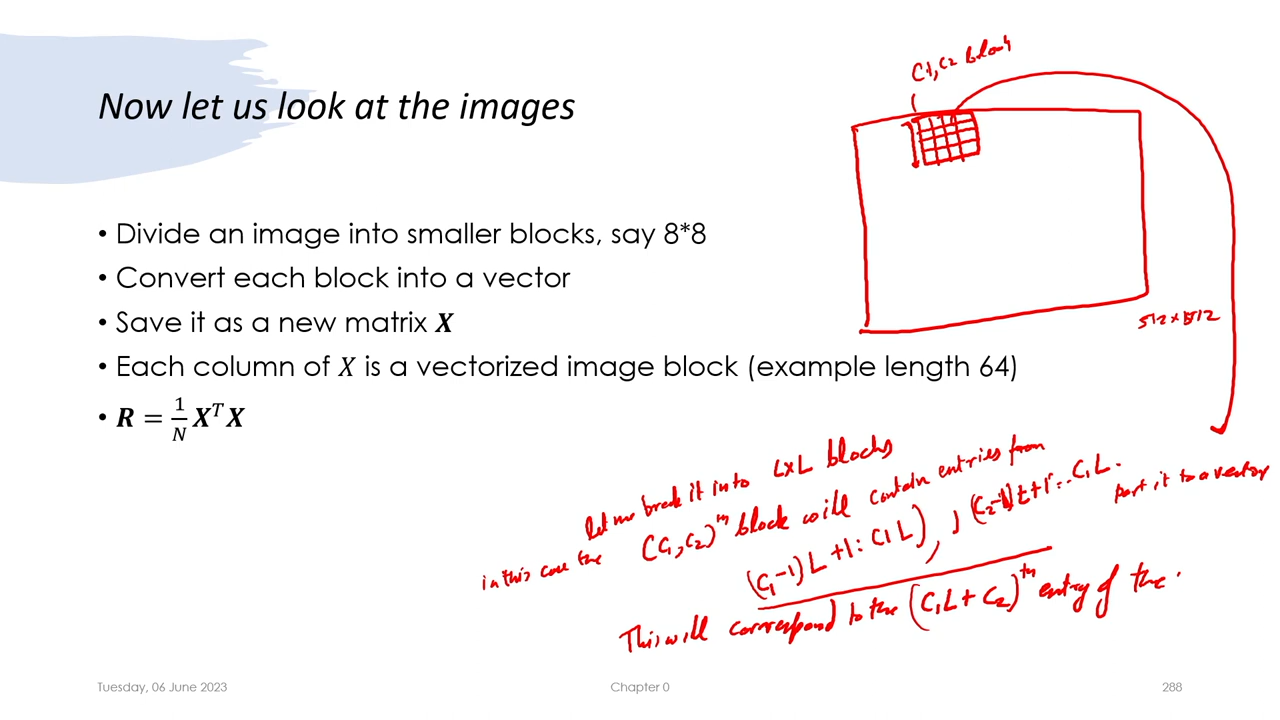 Now let us look at the images
• Divide an image into smaller blocks, say 8*8
• Convert each block into a vector
• Save it as a new matrix X
• Each column of X is a vectorized image block (example length 64)
• R = 1/N X^T X
C1, C2 block
512 x 512
Let me break it into L×L blocks
in this case the (C1, C2)th block will contain entries from
(C1-1) L +1: C1 L), (C2-1)L+1:-- C1 L.
port it to a vector
This will correspond to the (C1L + C2)th entry of the
Tuesday, 06 June 2023
Chapter 0
288